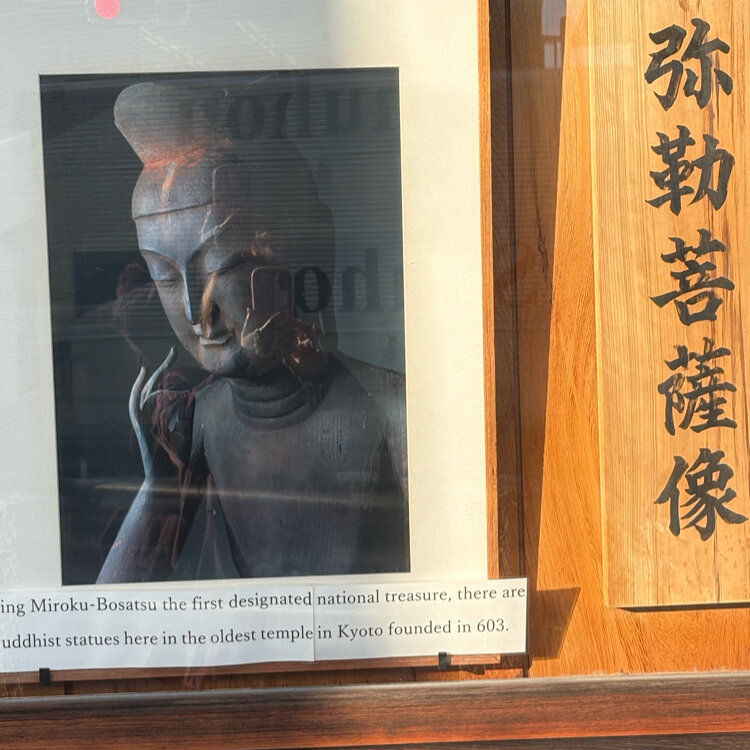 弥勒菩薩像
ing Miroku-Bosatsu the first designated national treasure, there are
uddhist statues here in the oldest temple in Kyoto founded in 603.